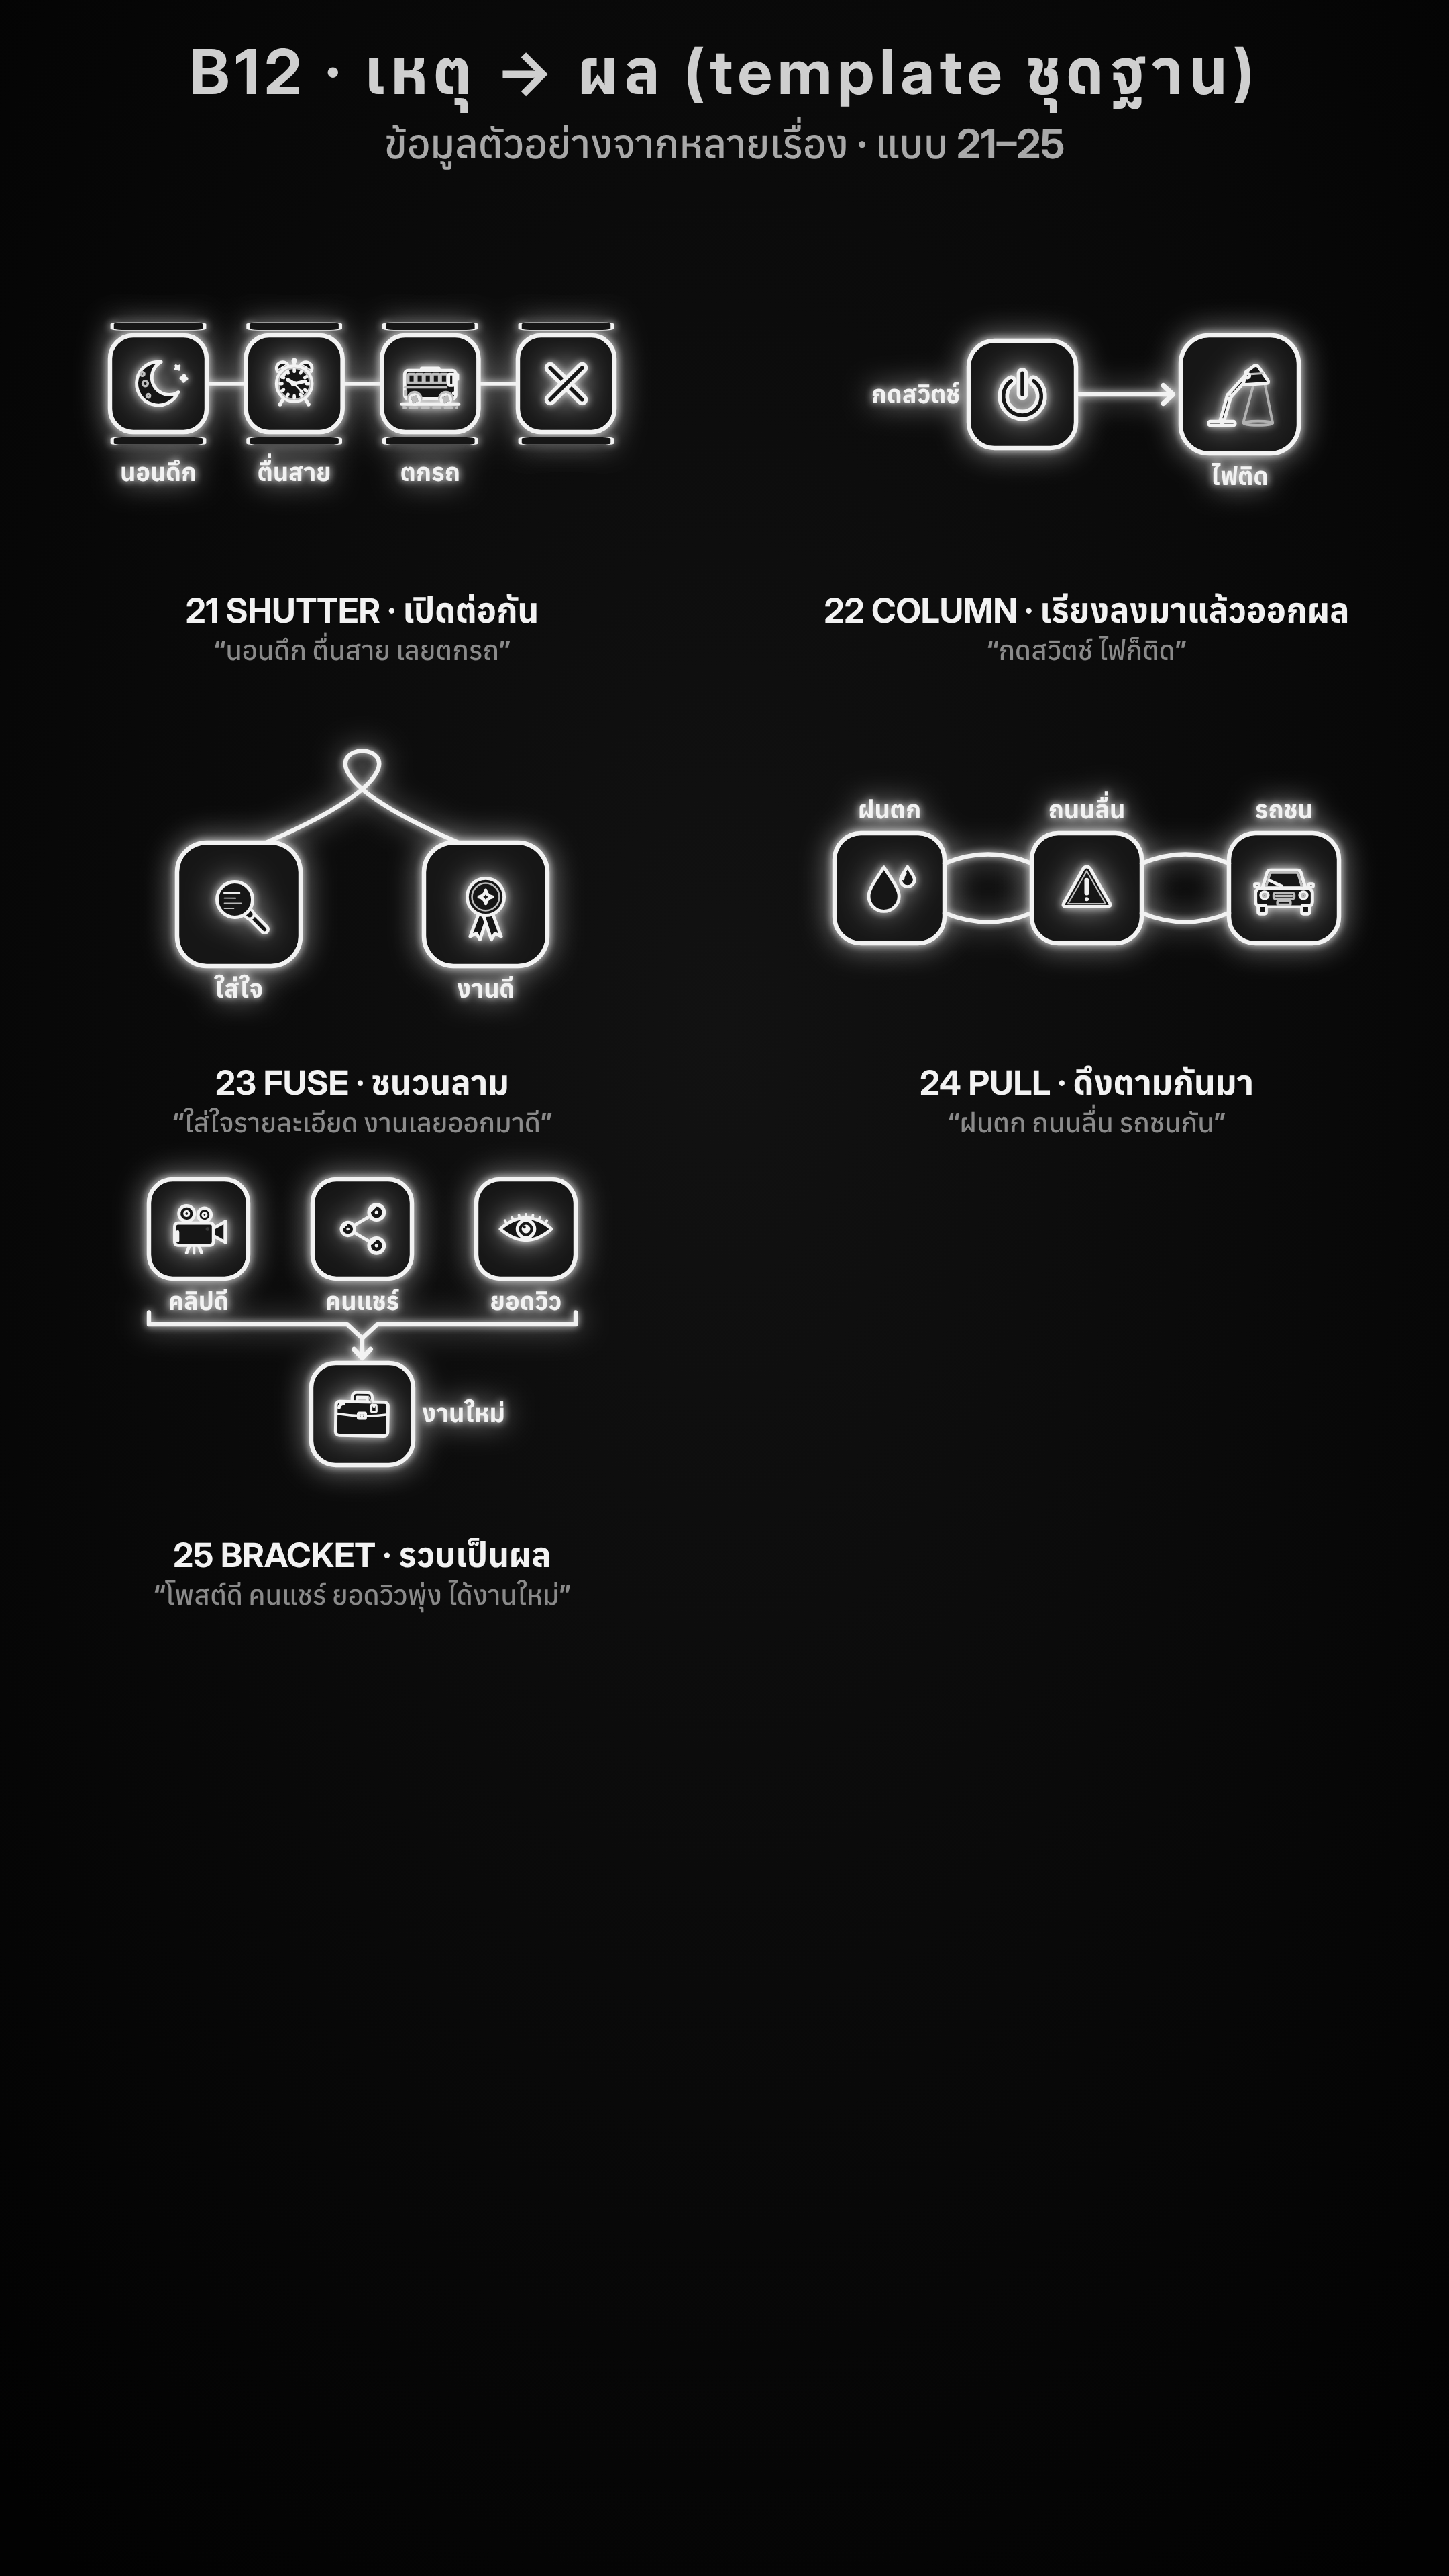 B12 · เหตุ → ผล (template ชุดฐาน)
ข้อมูลตัวอย่างจากหลายเรื่อง · แบบ 21–25
นอนดึก ตื่นสาย ตกรถ
21 SHUTTER · เปิดต่อกัน
“นอนดึก ตื่นสาย เลยตกรถ”
กดสวิตช์
ไฟติด
22 COLUMN · เรียงลงมาแล้วออกผล
“กดสวิตช์ ไฟก็ติด”
ใส่ใจ งานดี
23 FUSE · ชนวนลาม
“ใส่ใจรายละเอียด งานเลยออกมาดี”
ฝนตก ถนนลื่น รถชน
24 PULL · ดึงตามกันมา
“ฝนตก ถนนลื่น รถชนกัน”
คลิปดี คนแชร์ ยอดวิว
งานใหม่
25 BRACKET · รวบเป็นผล
“โพสต์ดี คนแชร์ ยอดวิวพุ่ง ได้งานใหม่”